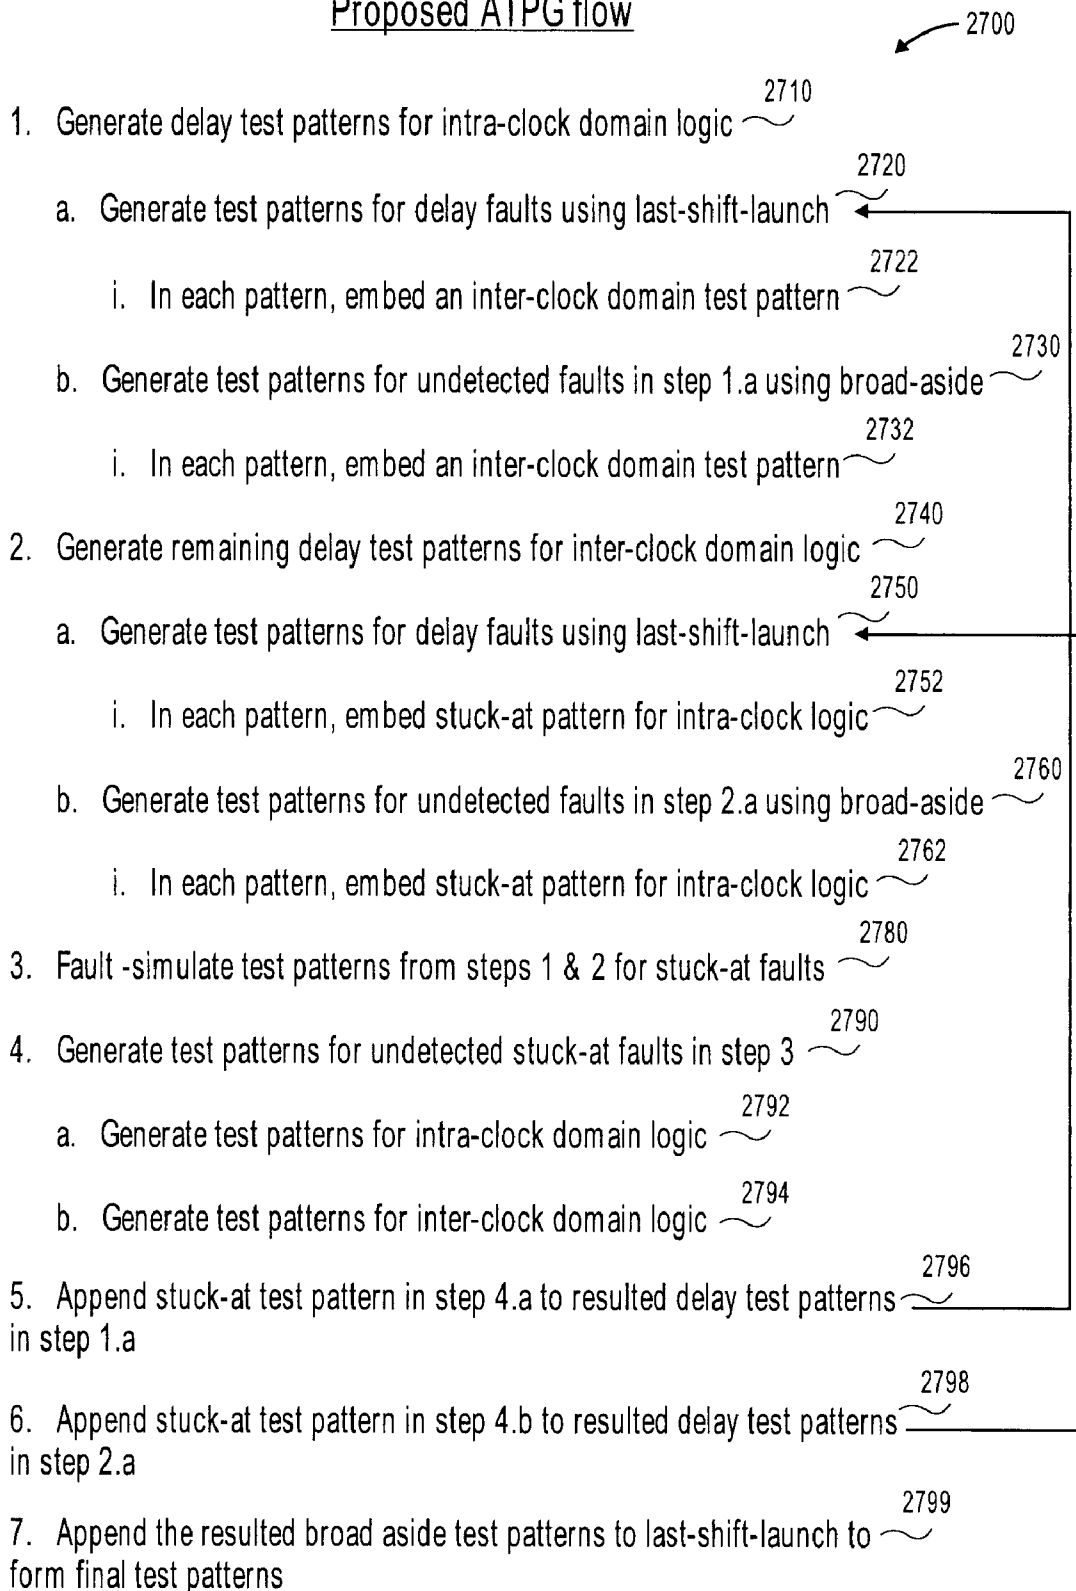 Proposed ATPG flow
2700
2710
1. Generate delay test patterns for intra-clock domain logic
2720
a. Generate test patterns for delay faults using last-shift-launch
2722
i. In each pattern, embed an inter-clock domain test pattern
2730
b. Generate test patterns for undetected faults in step 1.a using broad-aside
2732
i. In each pattern, embed an inter-clock domain test pattern
2740
2. Generate remaining delay test patterns for inter-clock domain logic
2750
a. Generate test patterns for delay faults using last-shift-launch
2752
i. In each pattern, embed stuck-at pattern for intra-clock logic
2760
b. Generate test patterns for undetected faults in step 2.a using broad-aside
2762
i. In each pattern, embed stuck-at pattern for intra-clock logic
2780
3. Fault -simulate test patterns from steps 1 & 2 for stuck-at faults
2790
4. Generate test patterns for undetected stuck-at faults in step 3
2792
a. Generate test patterns for intra-clock domain logic
2794
b. Generate test patterns for inter-clock domain logic
2796
5. Append stuck-at test pattern in step 4.a to resulted delay test patterns
in step 1.a
2798
6. Append stuck-at test pattern in step 4.b to resulted delay test patterns
in step 2.a
2799
7. Append the resulted broad aside test patterns to last-shift-launch to
form final test patterns